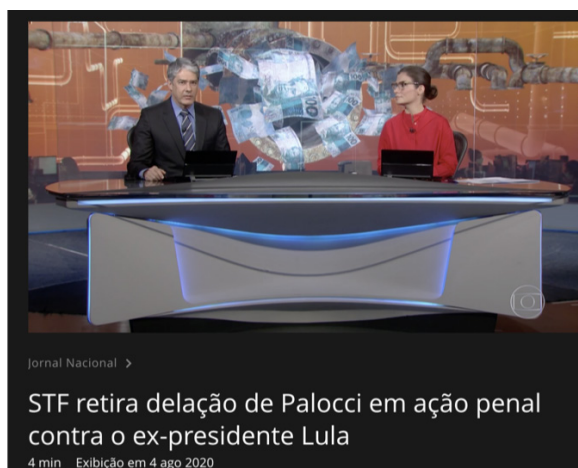 Jornal Nacional >
STF retira delação de Palocci em ação penal
contra o ex-presidente Lula
4 min Exibição em 4 ago 2020